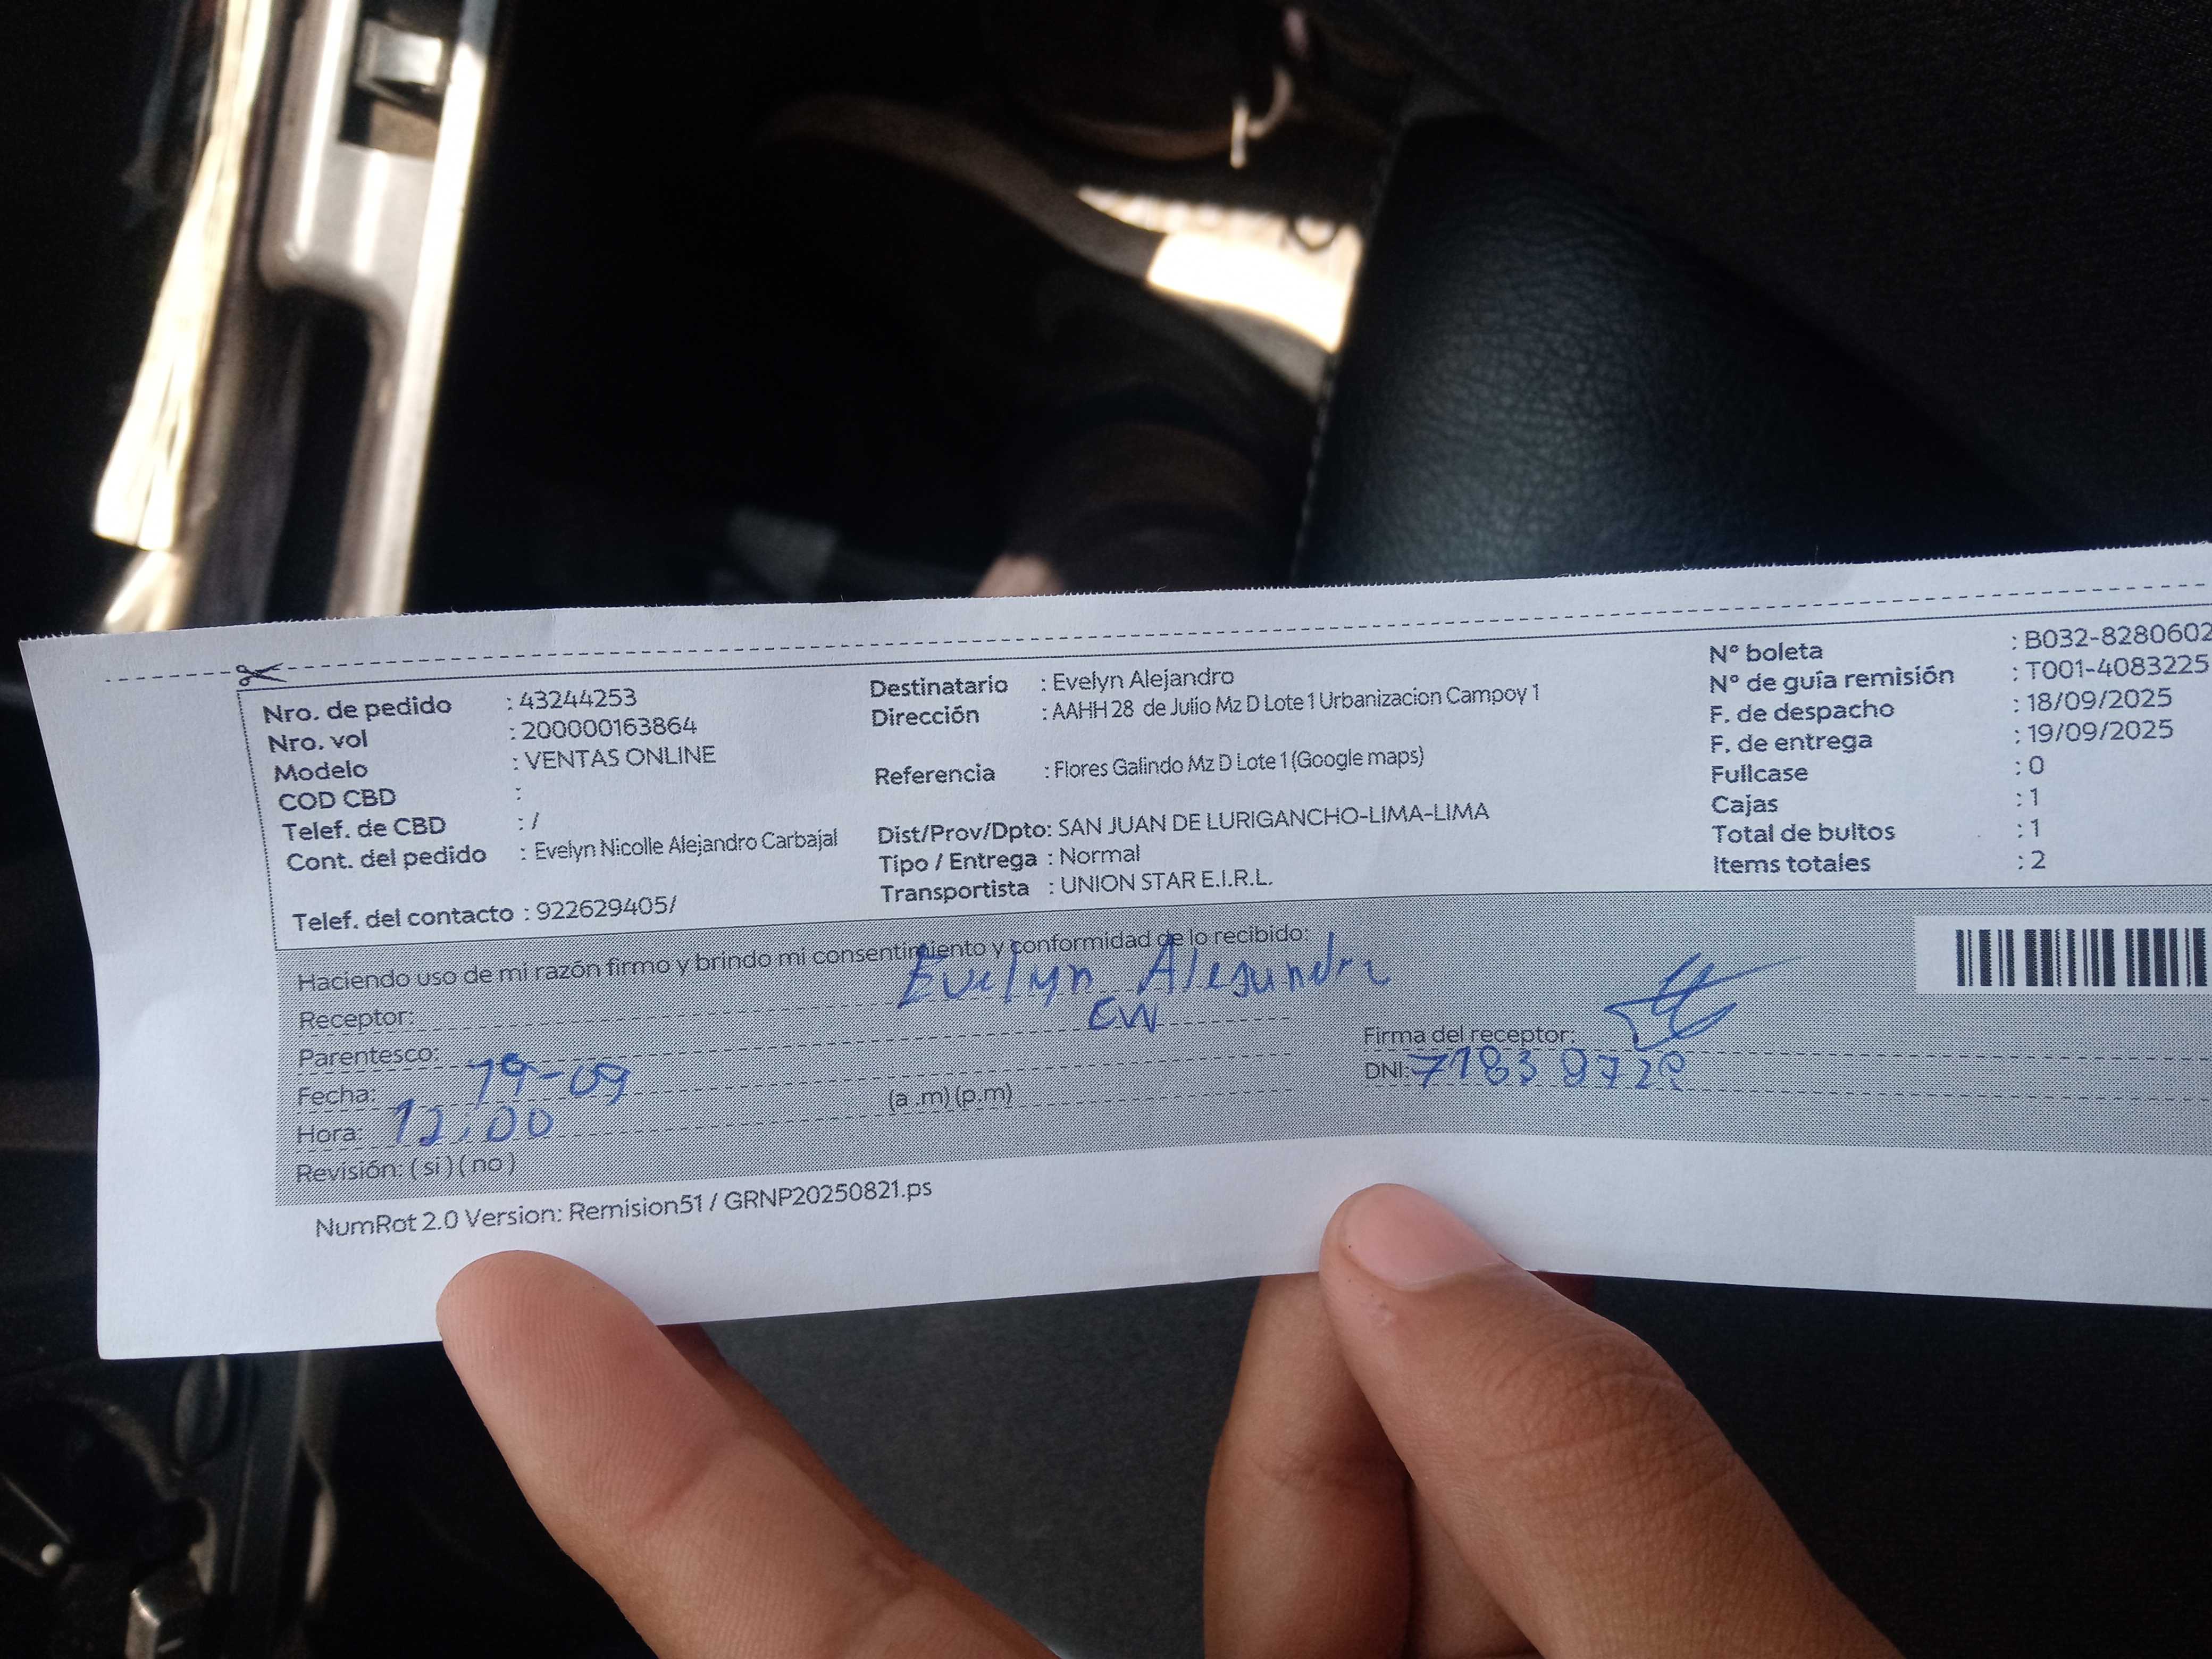 Nro. de pedido : 43244253
Nro. vol : 200000163864
Modelo : VENTAS ONLINE
COD CBD :
Telef. de CBD : /
Cont. del pedido : Evelyn Nicolle Alejandro Carbajal
Telef. del contacto : 922629405/
Destinatario : Evelyn Alejandro
Dirección : AAHH 28 de Julio Mz D Lote 1 Urbanizacion Campoy 1
Referencia : Flores Galindo Mz D Lote 1 (Google maps)
Dist/Prov/Dpto: SAN JUAN DE LURIGANCHO-LIMA-LIMA
Tipo / Entrega : Normal
Transportista : UNION STAR E.I.R.L.
N° boleta : B032-8280602
N° de guía remisión : T001-4083225
F. de despacho : 18/09/2025
F. de entrega : 19/09/2025
Fullcase : 0
Cajas : 1
Total de bultos : 1
Items totales : 2
Haciendo uso de mi razón firmo y brindo mi consentimiento y conformidad de lo recibido:
Receptor: Evelyn
Parentesco:
Firma del receptor:
Fecha: 19-09
DNI:
Hora: 12:00 (a .m) (p.m)
Revisión: ( si ) ( no )
NumRot 2.0 Version: Remision51 / GRNP20250821.ps